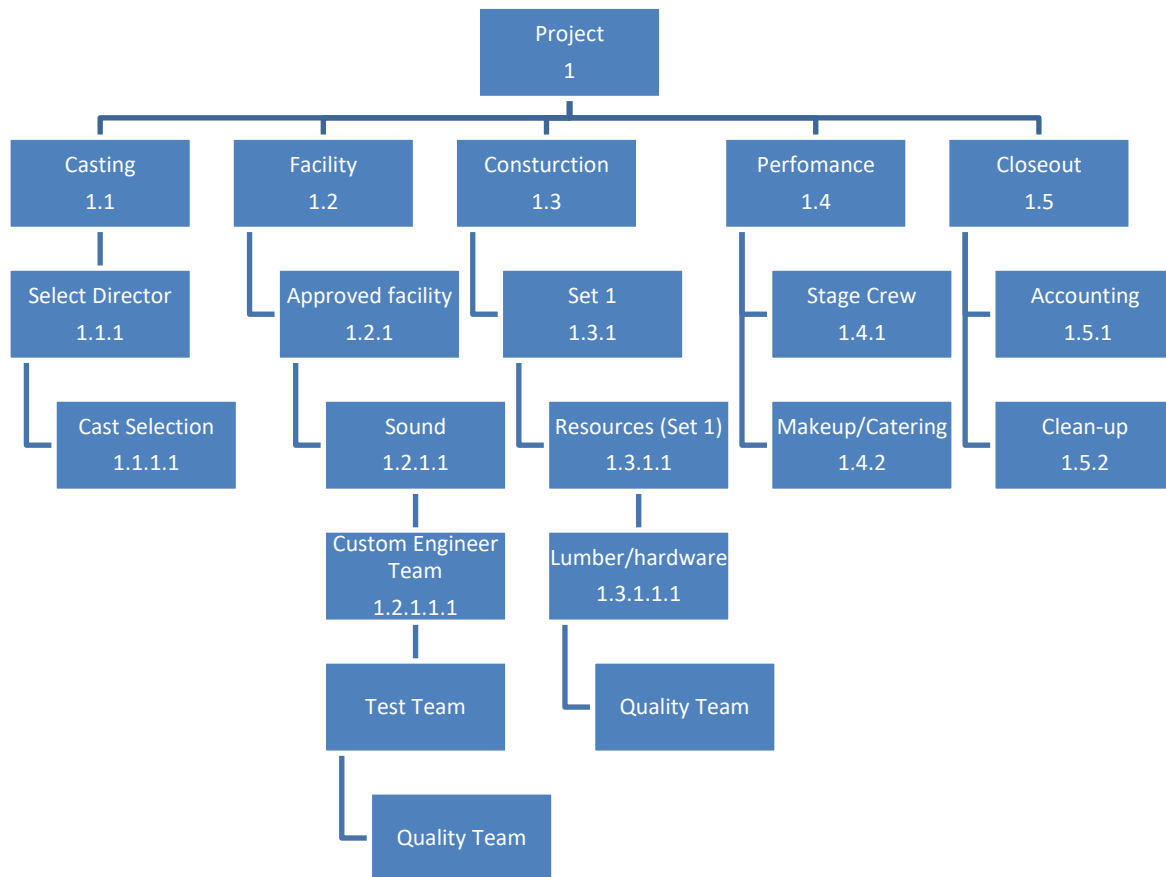 Project
1
Casting
1.1
Facility
1.2
Consturction
1.3
Perfomance
1.4
Closeout
1.5
Select Director
1.1.1
Approved facility
1.2.1
Set 1
1.3.1
Stage Crew
1.4.1
Accounting
1.5.1
Cast Selection
1.1.1.1
Sound
1.2.1.1
Resources (Set 1)
1.3.1.1
Makeup/Catering
1.4.2
Clean-up
1.5.2
Custom Engineer
Team
1.2.1.1.1
Lumber/hardware
1.3.1.1.1
Test Team
Quality Team
Quality Team